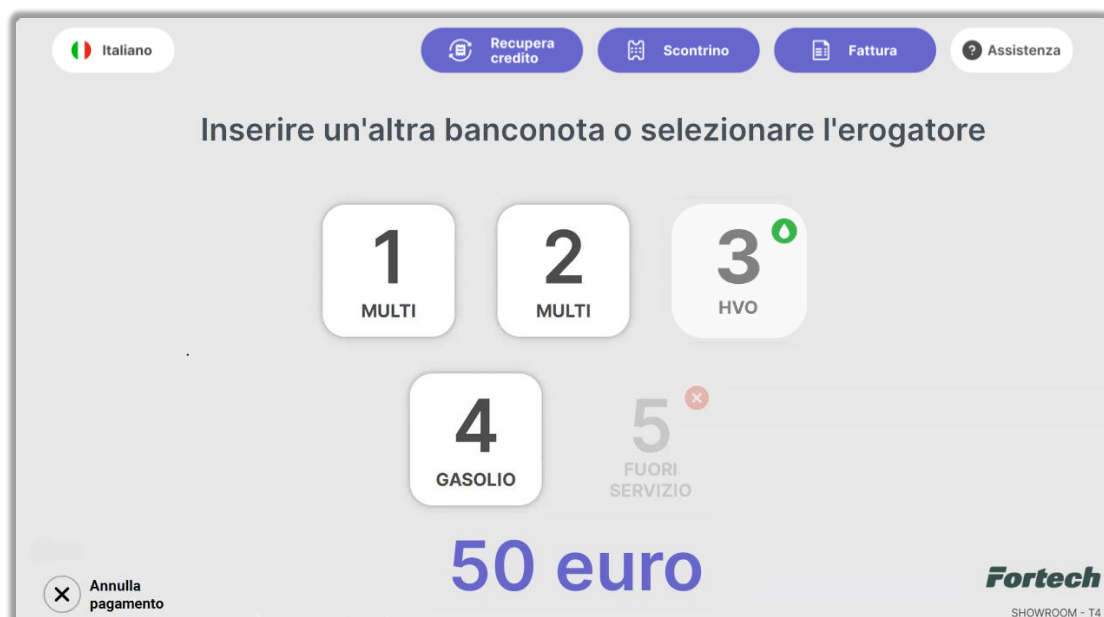 Italiano
Recupera
credito
Scontrino
Fattura
? Assistenza
Inserire un'altra banconota o selezionare l'erogatore
1
MULTI
2
MULTI
3
HVO
4
GASOLIO
5
FUORI
SERVIZIO
50 euro
Annulla
pagamento
Fortech
SHOWROOM - T4